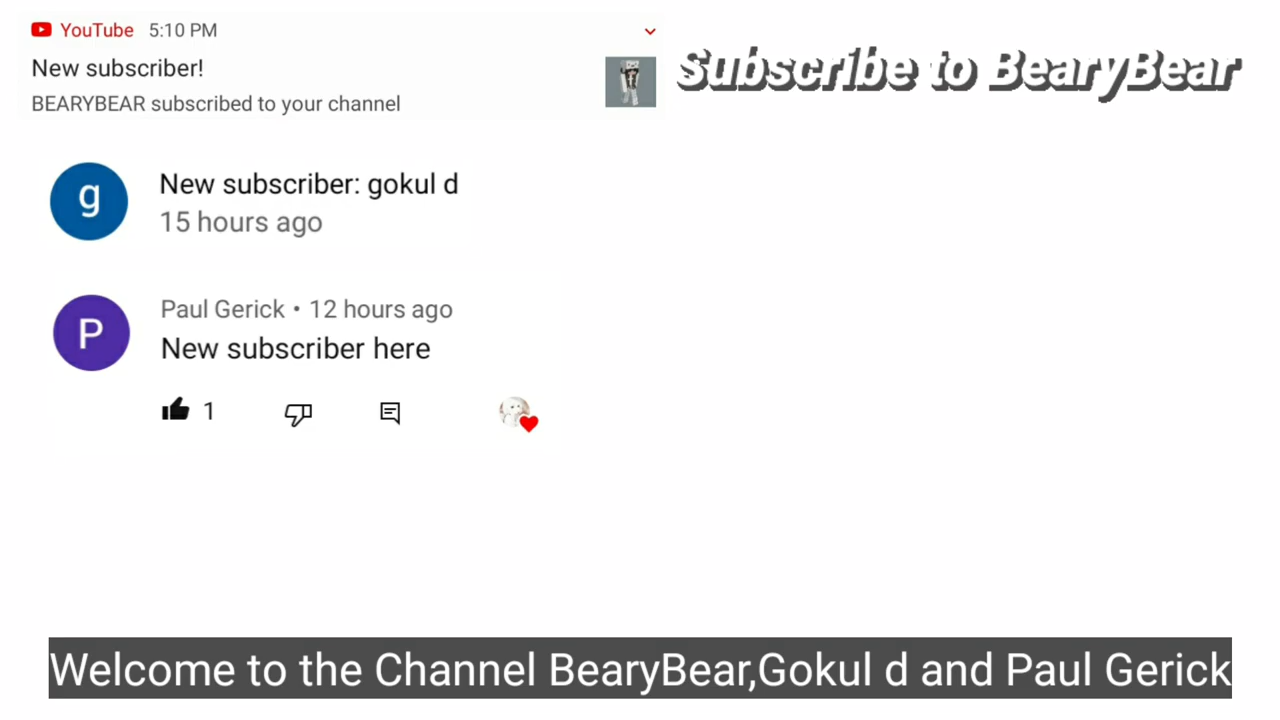 YouTube 5:10 PM
New subscriber!
BEARYBEAR subscribed to your channel
Subscribe to BearyBear
g
New subscriber: gokul d
15 hours ago
P
Paul Gerick • 12 hours ago
New subscriber here
1
Welcome to the Channel BearyBear,Gokul d and Paul Gerick